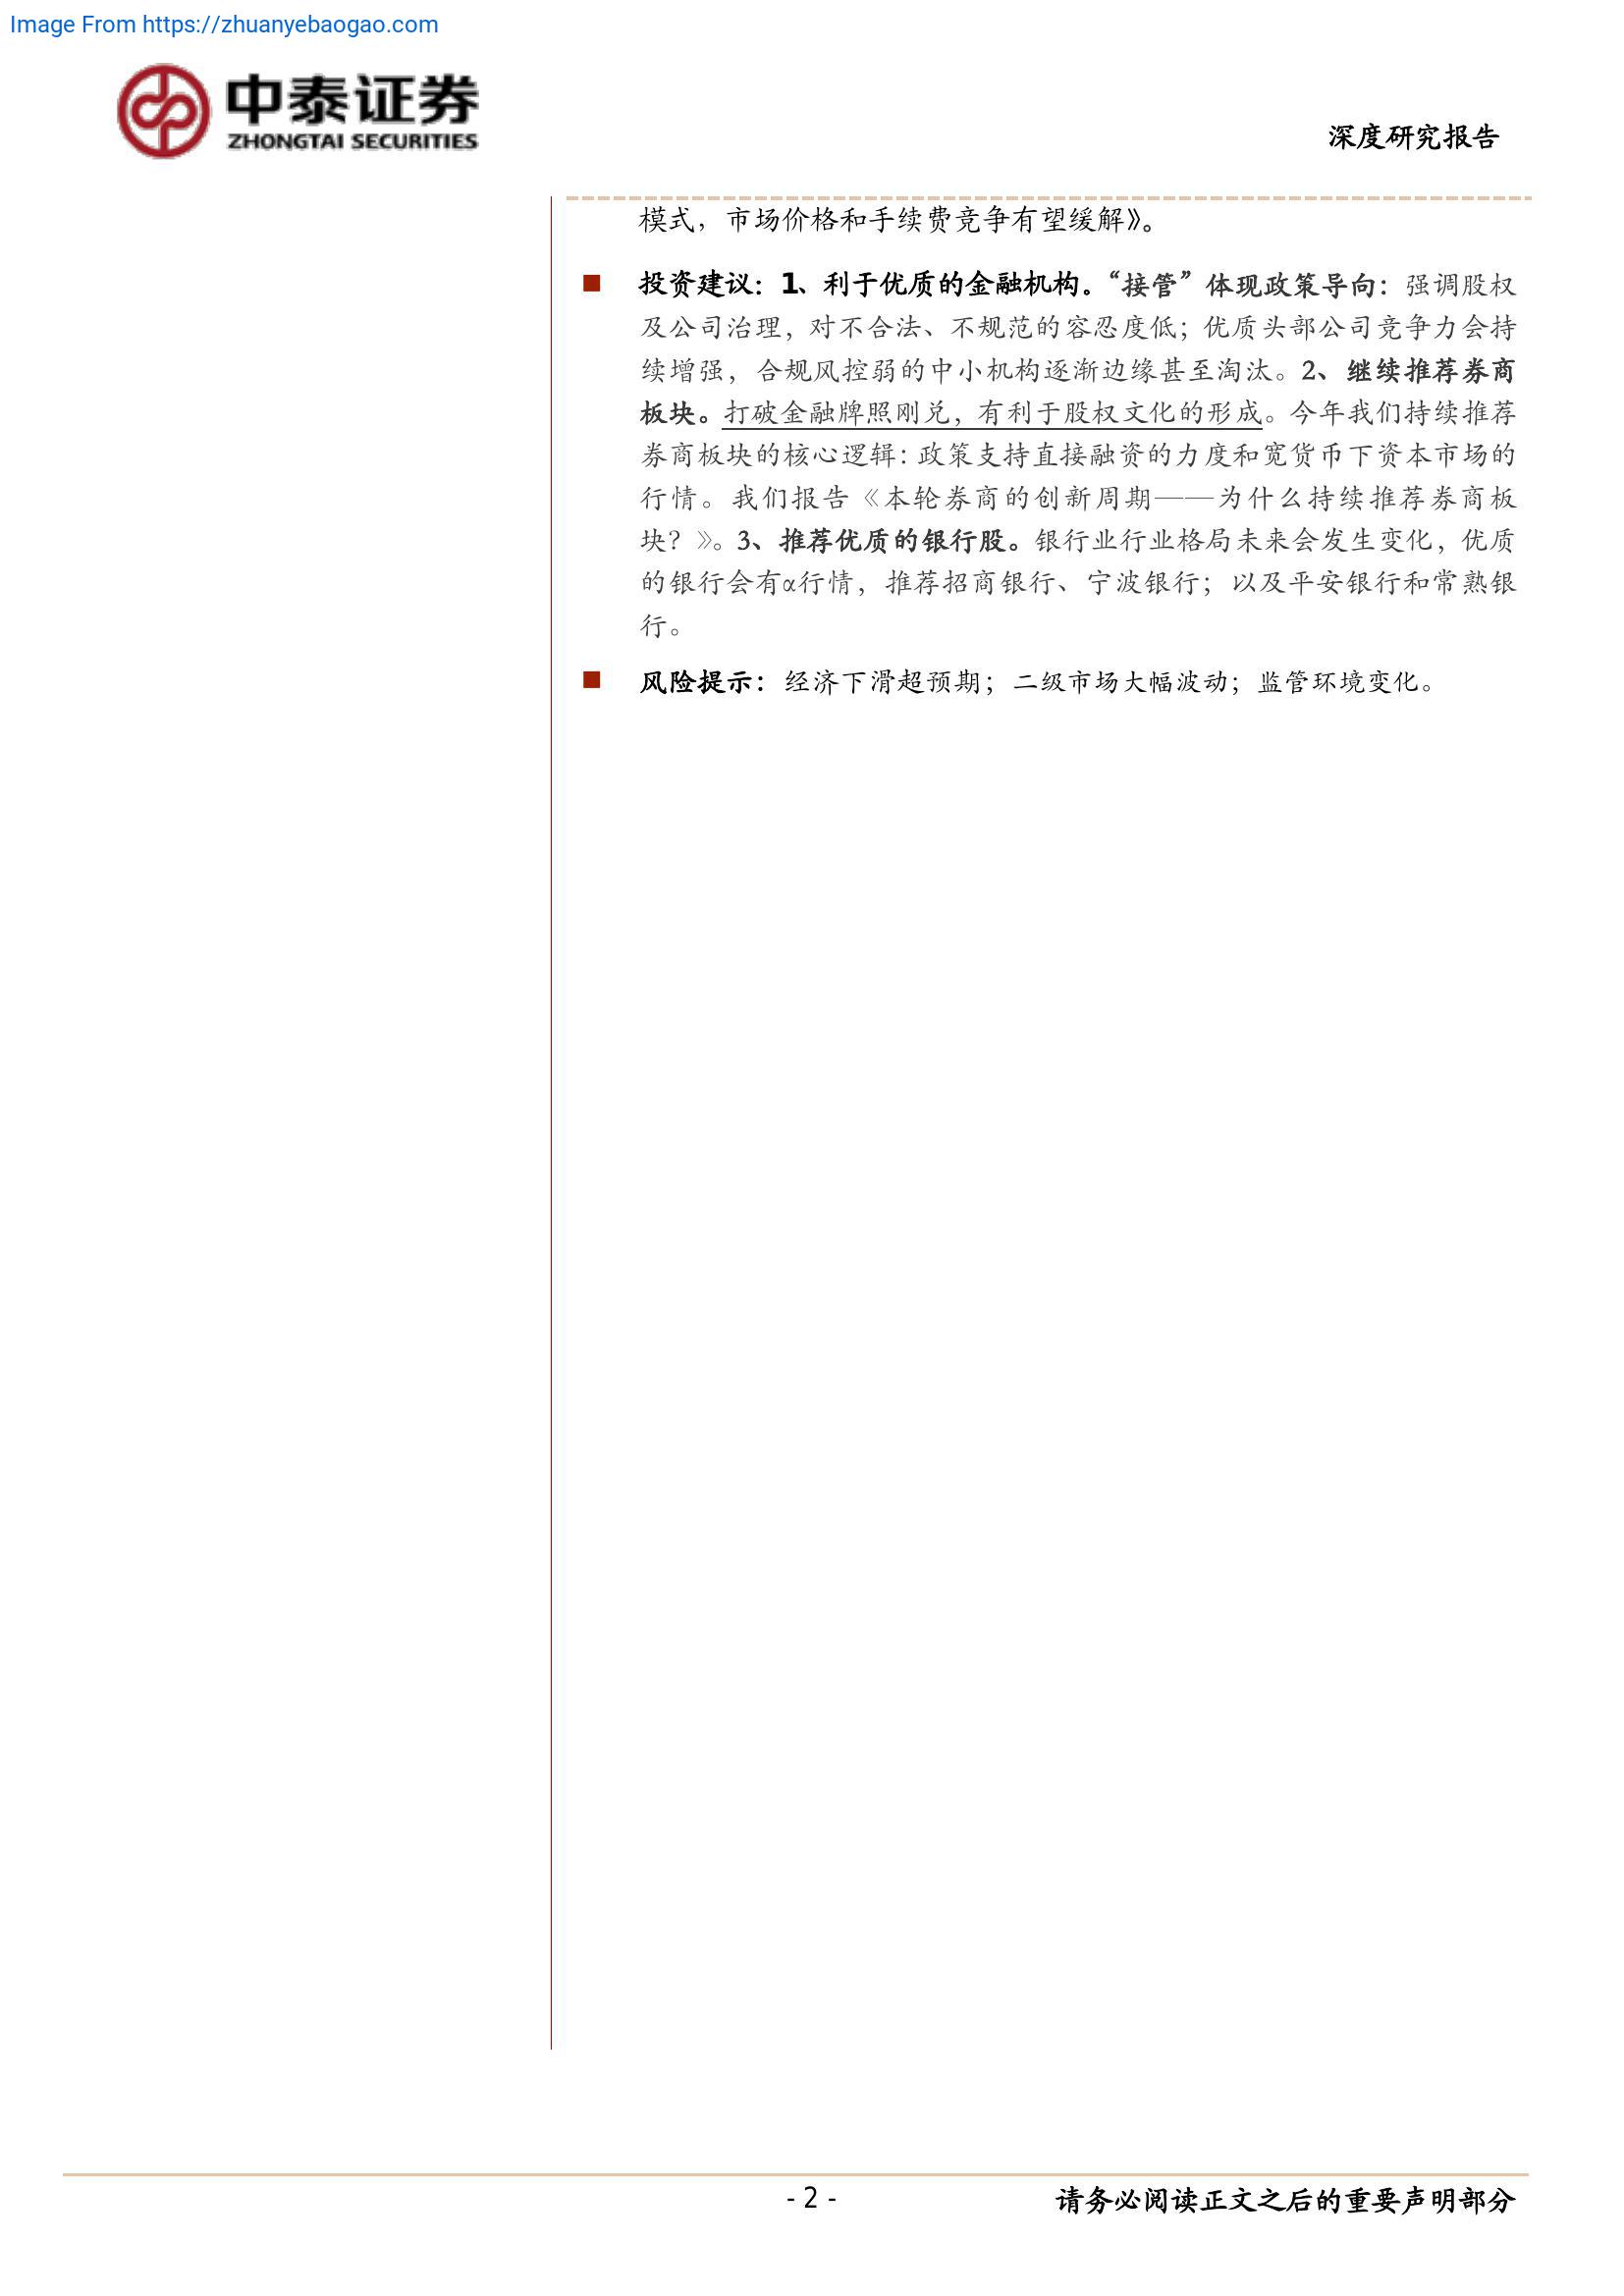 Image From https://zhuanyebaogao.com
中泰证券
ZHONGTAI SECURITIES
深度研究报告
模式，市场价格和手续费竞争有望缓解》。
■ 投资建议：1、利于优质的金融机构。“接管”体现政策导向：强调股权
及公司治理，对不合法、不规范的容忍度低；优质头部公司竞争力会持
续增强，合规风控弱的中小机构逐渐边缘甚至淘汰。2、继续推荐券商
板块。打破金融牌照刚兑，有利于股权文化的形成。今年我们持续推荐
券商板块的核心逻辑：政策支持直接融资的力度和宽货币下资本市场的
行情。我们报告《本轮券商的创新周期——为什么持续推荐券商板
块？》。3、推荐优质的银行股。银行业行业格局未来会发生变化，优质
的银行会有α行情，推荐招商银行、宁波银行；以及平安银行和常熟银
行。
■ 风险提示：经济下滑超预期；二级市场大幅波动；监管环境变化。
- 2 -
请务必阅读正文之后的重要声明部分